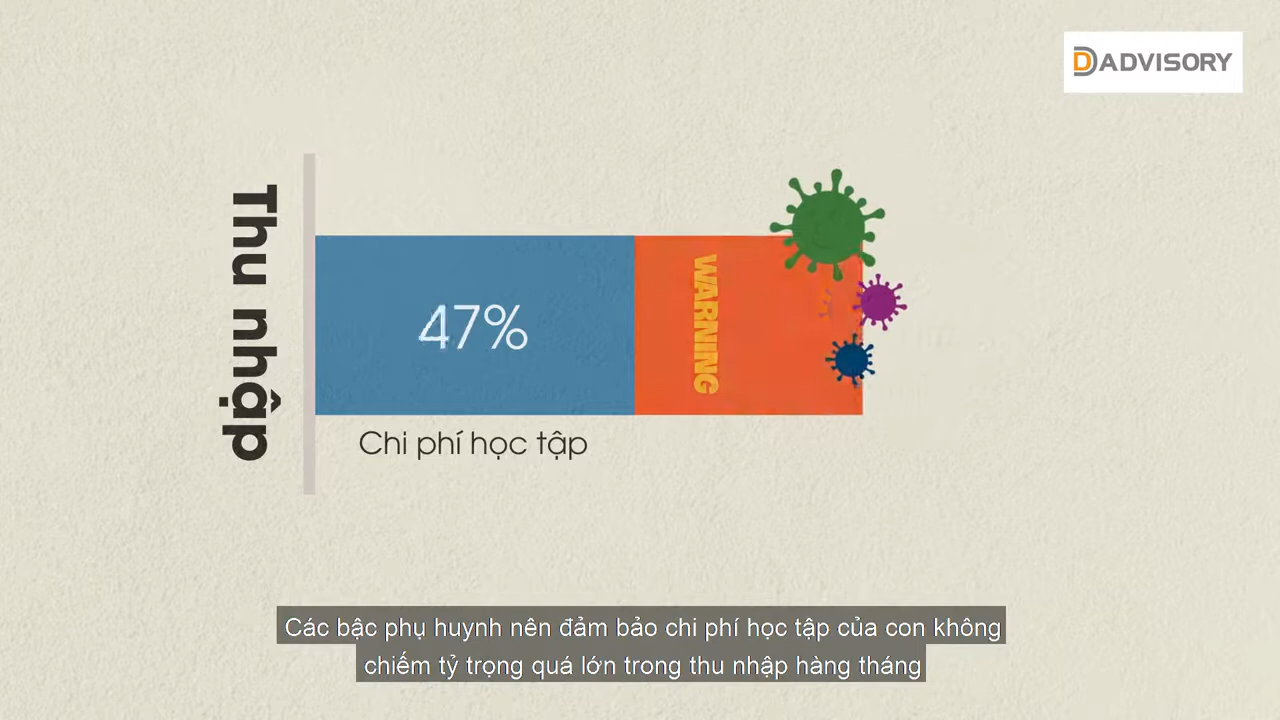 DADVISORY
Thu nhập
47%
WARNING
Chi phí học tập
Các bậc phụ huynh nên đảm bảo chi phí học tập của con không
chiếm tỷ trọng quá lớn trong thu nhập hàng tháng